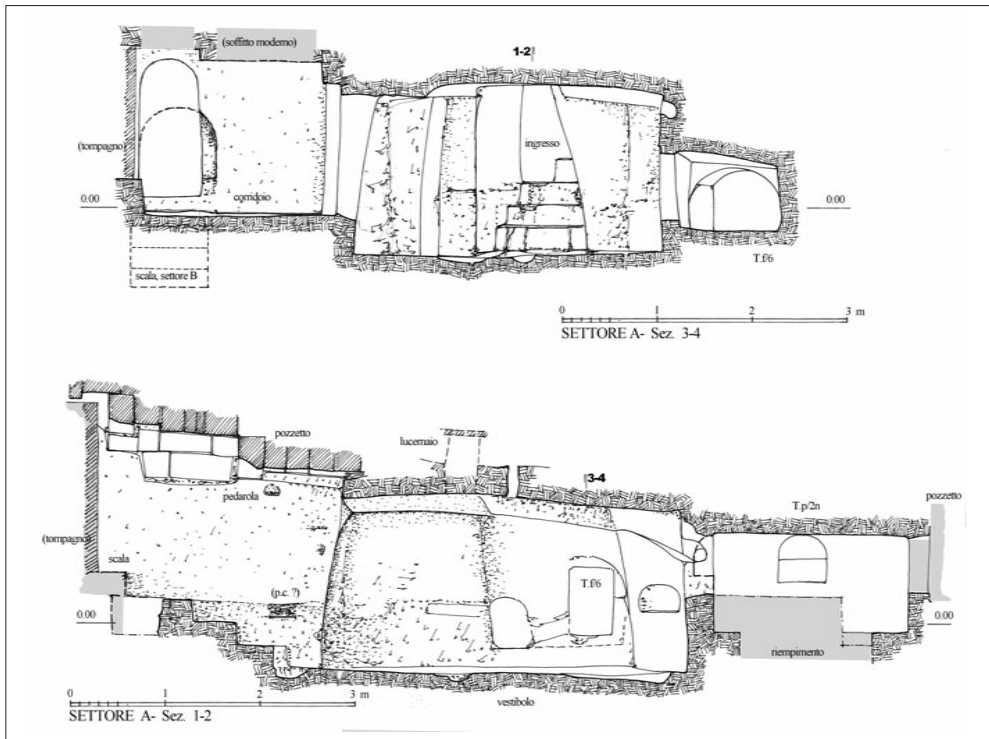 (soffitto moderno)
1-2
(tompagno)
ingresso
0.00
corridoio
0.00
T.f/6
scala, settore B
0 1 2 3 m
SETTORE A- Sez. 3-4
pozzetto
lucernaio
pedarola
3-4
T.p/2n
pozzetto
(tompagno)
scala
T.f/6
(p.c. ?)
0.00
0.00
riempimento
vestibolo
0 1 2 3 m
SETTORE A- Sez. 1-2